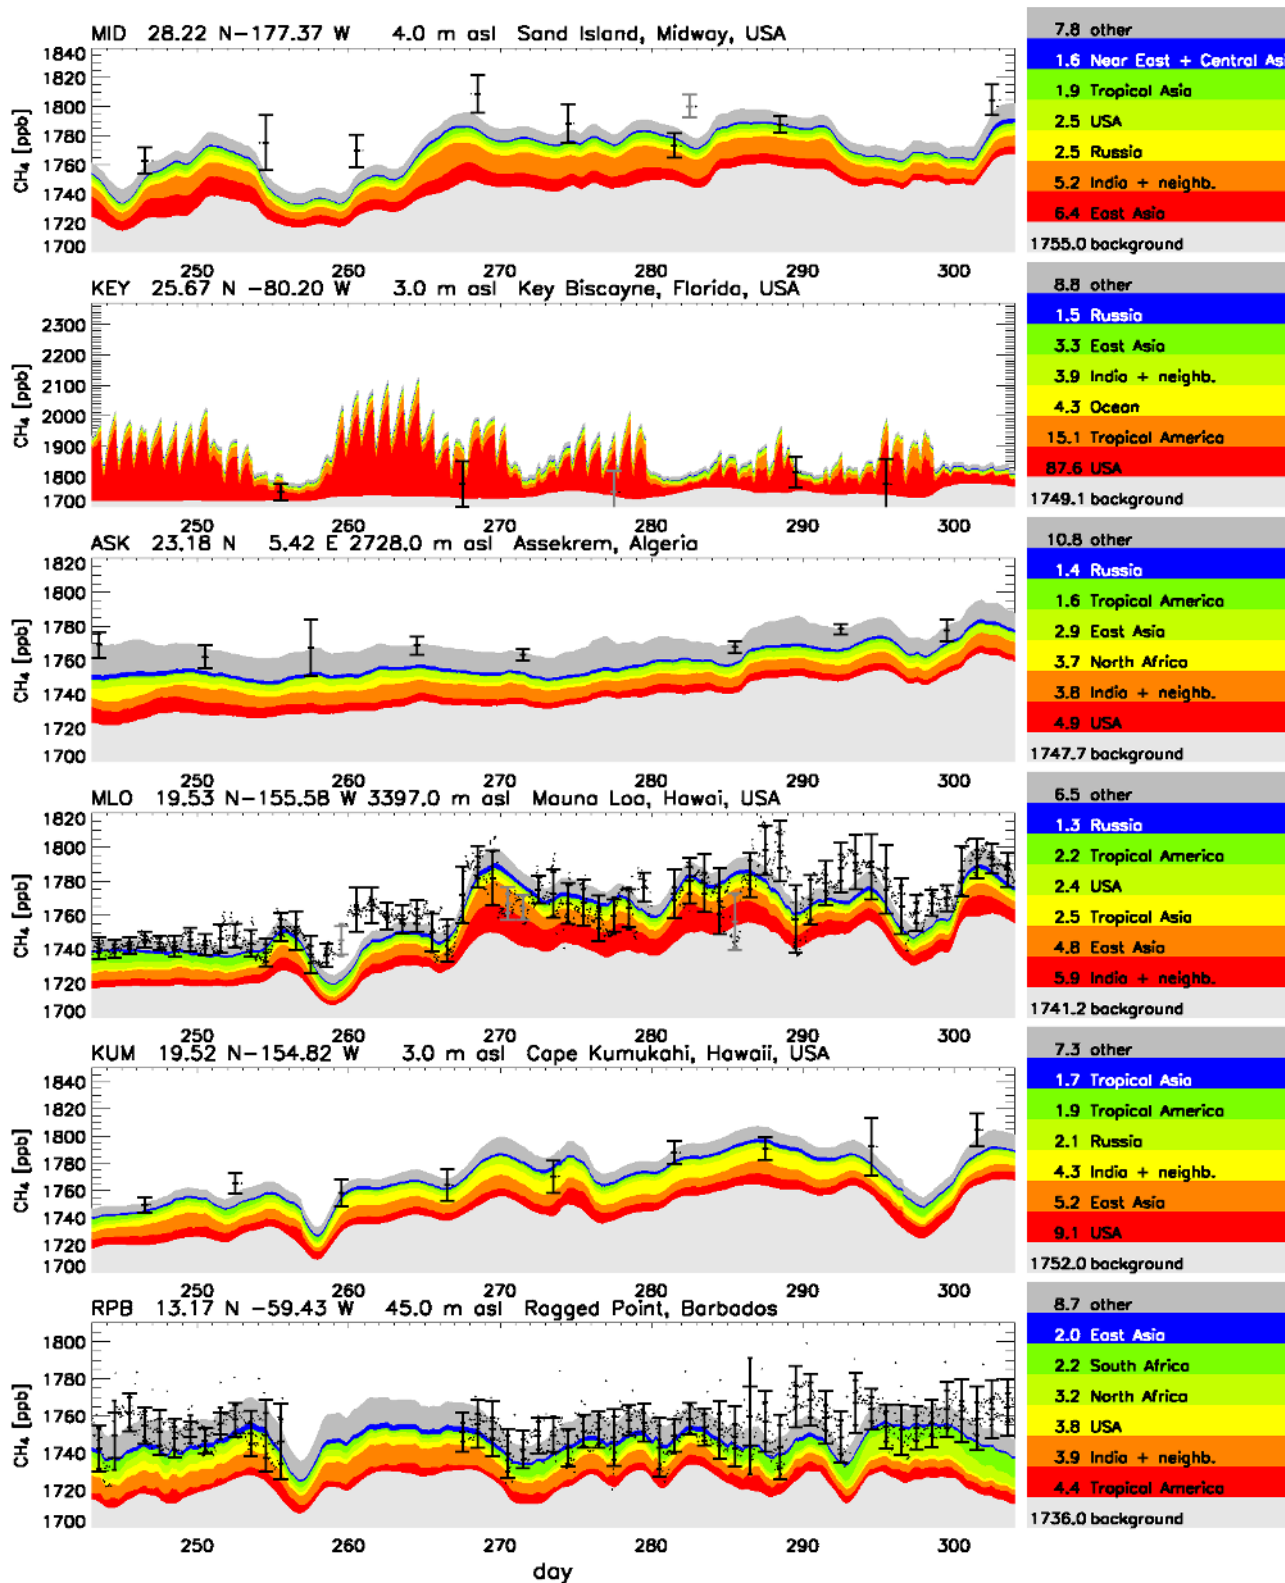 MID 28.22 N-177.37 W 4.0 m asl Sand Island, Midway, USA
1840
1820
1800
1780
1760
1740
1720
1700
CH₄ [ppb]
250 260 270 280 290 300
7.8 other
1.6 Near East + Central Asi
1.9 Tropical Asia
2.5 USA
2.5 Russia
5.2 India + neighb.
6.4 East Asia
1755.0 background
KEY 25.67 N -80.20 W 3.0 m asl Key Biscayne, Florida, USA
2300
2200
2100
2000
1900
1800
1700
CH₄ [ppb]
250 260 270 280 290 300
8.8 other
1.5 Russia
3.3 East Asia
3.9 India + neighb.
4.3 Ocean
15.1 Tropical America
87.6 USA
1749.1 background
ASK 23.18 N 5.42 E 2728.0 m asl Assekrem, Algeria
1820
1800
1780
1760
1740
1720
1700
CH₄ [ppb]
250 260 270 280 290 300
10.8 other
1.4 Russia
1.6 Tropical America
2.9 East Asia
3.7 North Africa
3.8 India + neighb.
4.9 USA
1747.7 background
MLO 19.53 N-155.58 W 3397.0 m asl Mauna Loa, Hawai, USA
1820
1800
1780
1760
1740
1720
1700
CH₄ [ppb]
250 260 270 280 290 300
6.5 other
1.3 Russia
2.2 Tropical America
2.4 USA
2.5 Tropical Asia
4.8 East Asia
5.9 India + neighb.
1741.2 background
KUM 19.52 N-154.82 W 3.0 m asl Cape Kumukahi, Hawaii, USA
1840
1820
1800
1780
1760
1740
1720
1700
CH₄ [ppb]
250 260 270 280 290 300
7.3 other
1.7 Tropical Asia
1.9 Tropical America
2.1 Russia
4.3 India + neighb.
5.2 East Asia
9.1 USA
1752.0 background
RPB 13.17 N -59.43 W 45.0 m asl Ragged Point, Barbados
1800
1780
1760
1740
1720
1700
CH₄ [ppb]
250 260 270 280 290 300
day
8.7 other
2.0 East Asia
2.2 South Africa
3.2 North Africa
3.8 USA
3.9 India + neighb.
4.4 Tropical America
1736.0 background